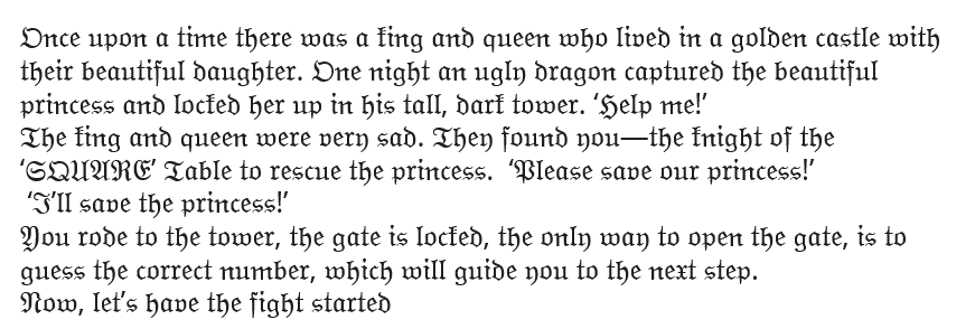 Once upon a time there was a king and queen who lived in a golden castle with
their beautiful daughter. One night an ugly dragon captured the beautiful
princess and locked her up in his tall, dark tower. ‘Help me!’
The king and queen were very sad. They found you—the knight of the
‘SQUARE’ Table to rescue the princess.  ‘Please save our princess!’
‘I’ll save the princess!’
You rode to the tower, the gate is locked, the only way to open the gate, is to
guess the correct number, which will guide you to the next step.
Now, let’s have the fight started